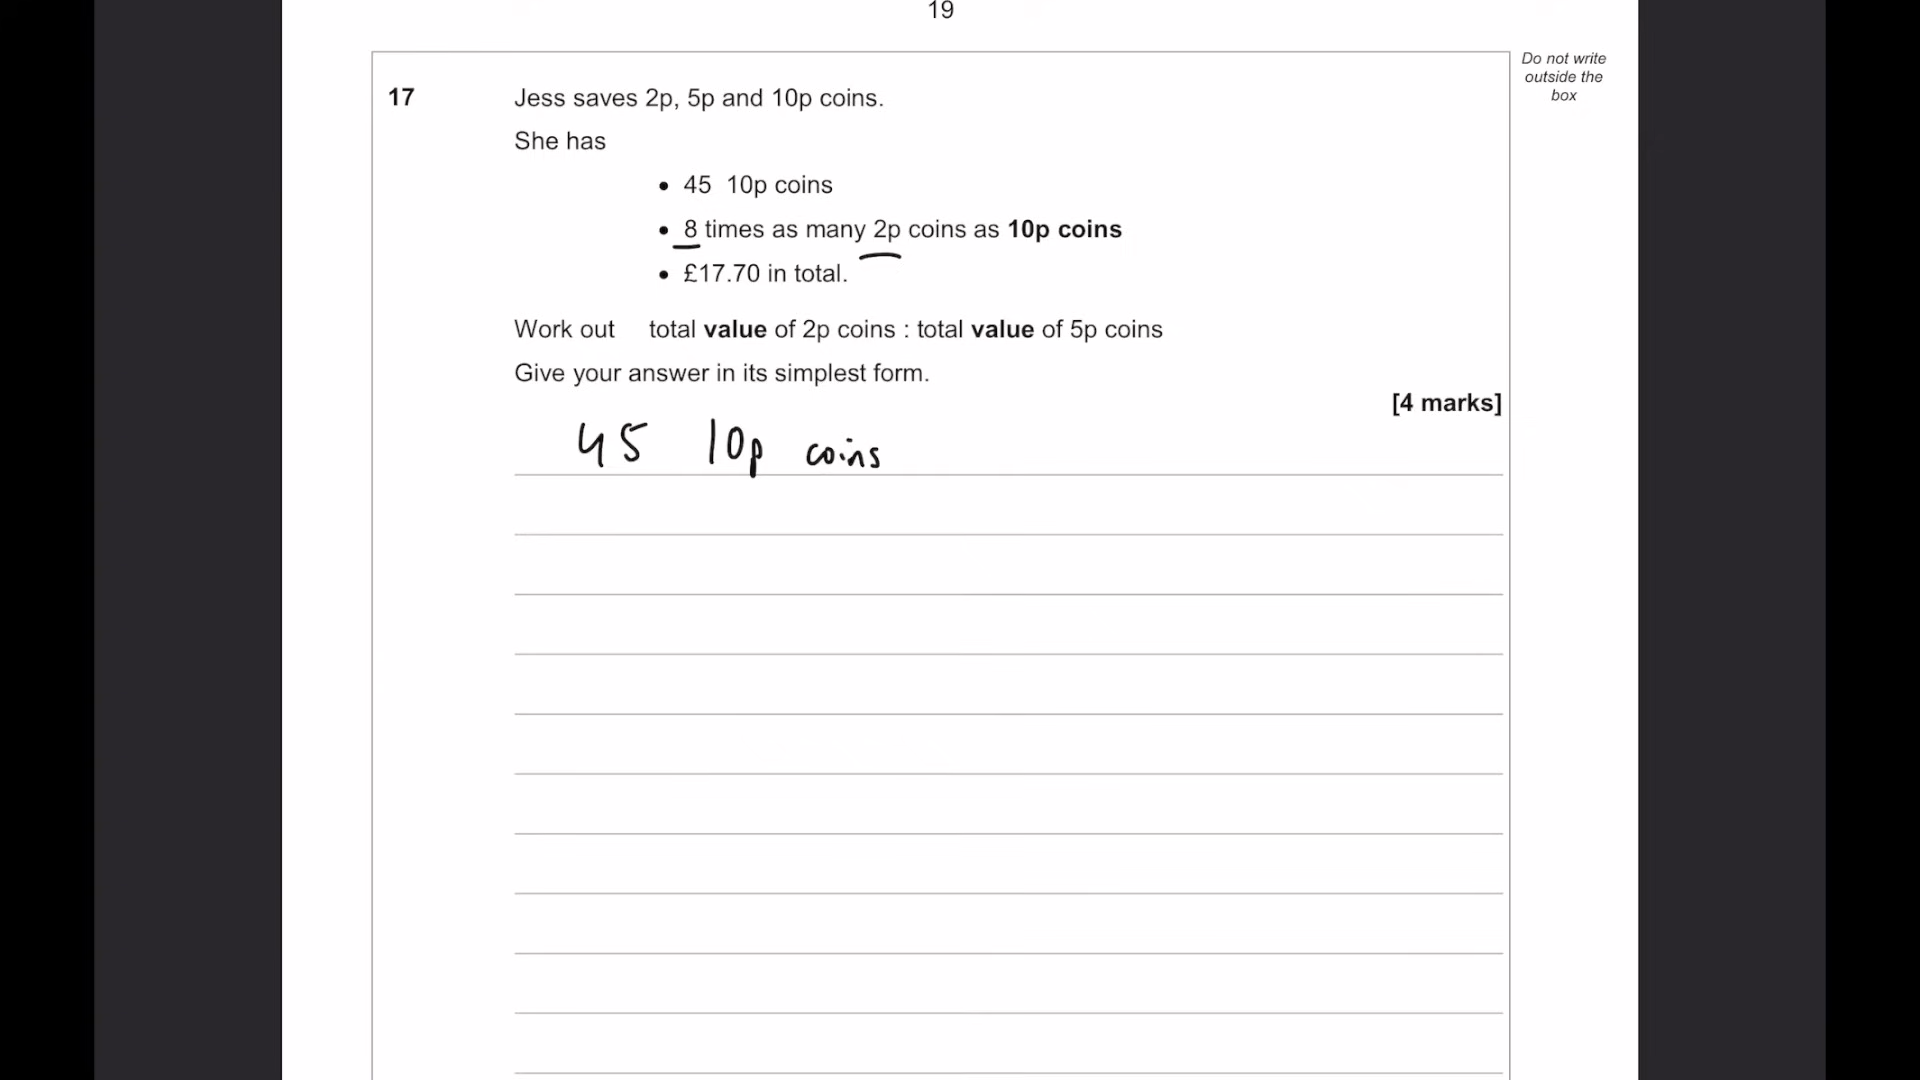 19
Do not write
outside the
box
17 Jess saves 2p, 5p and 10p coins.
She has
• 45 10p coins
• 8 times as many 2p coins as 10p coins
• £17.70 in total.
Work out total value of 2p coins : total value of 5p coins
Give your answer in its simplest form.
[4 marks]
45 10p coins